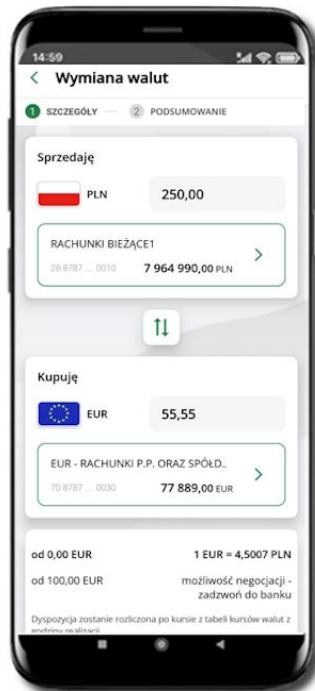 14:59
Wymiana walut
1 SZCZEGÓŁY — 2 PODSUMOWANIE
Sprzedaję
PLN 250,00
RACHUNKI BIEŻĄCE1
28 8787 ... 0010 7 964 990,00 PLN
Kupuję
EUR 55,55
EUR - RACHUNKI P.P. ORAZ SPÓŁD..
70 8787 ... 0030 77 889,00 EUR
od 0,00 EUR 1 EUR = 4,5007 PLN
od 100,00 EUR możliwość negocjacji -
zadzwoń do banku
Dyspozycja zostanie rozliczona po kursie z tabeli kursów walut z
godziny realizacji